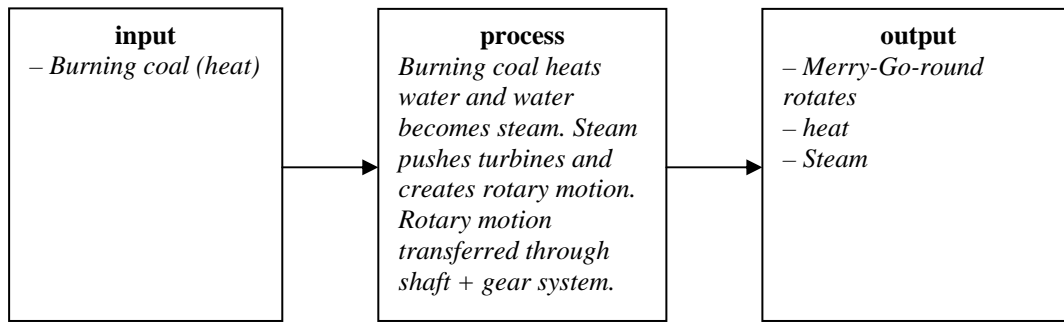 input
– Burning coal (heat)
process
Burning coal heats
water and water
becomes steam. Steam
pushes turbines and
creates rotary motion.
Rotary motion
transferred through
shaft + gear system.
output
– Merry-Go-round
rotates
– heat
– Steam